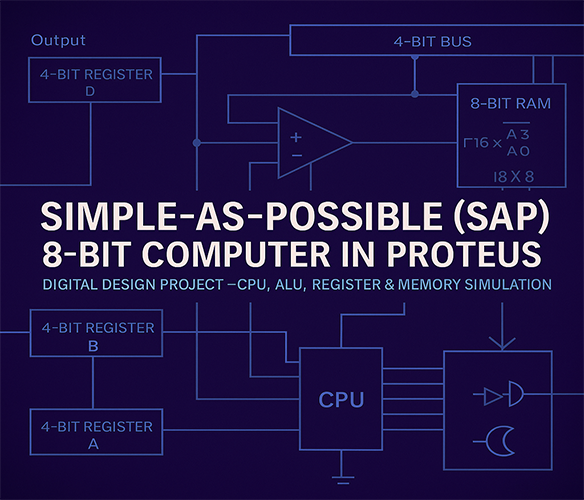 Output
4-BIT BUS
4-BIT REGISTER
D
8-BIT RAM
+
−
Γ16 ×
A 3
A 0
I8 X 8
SIMPLE-AS-POSSIBLE (SAP)
8-BIT COMPUTER IN PROTEUS
DIGITAL DESIGN PROJECT –CPU, ALU, REGISTER & MEMORY SIMULATION
4-BIT REGISTER
B
CPU
4-BIT REGISTER
A